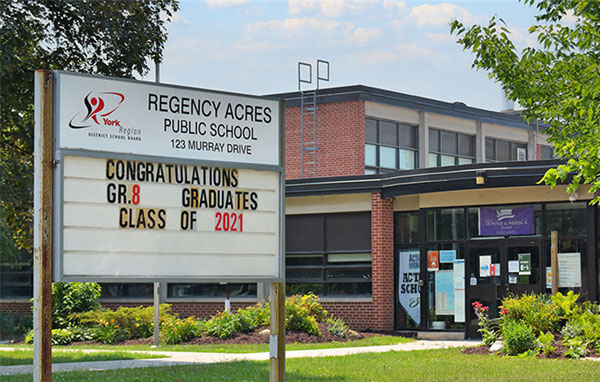 York
Region
DISTRICT SCHOOL BOARD
REGENCY ACRES
PUBLIC SCHOOL
123 MURRAY DRIVE
CONGRATULATIONS
GR.8 GRADUATES
CLASS OF 2021